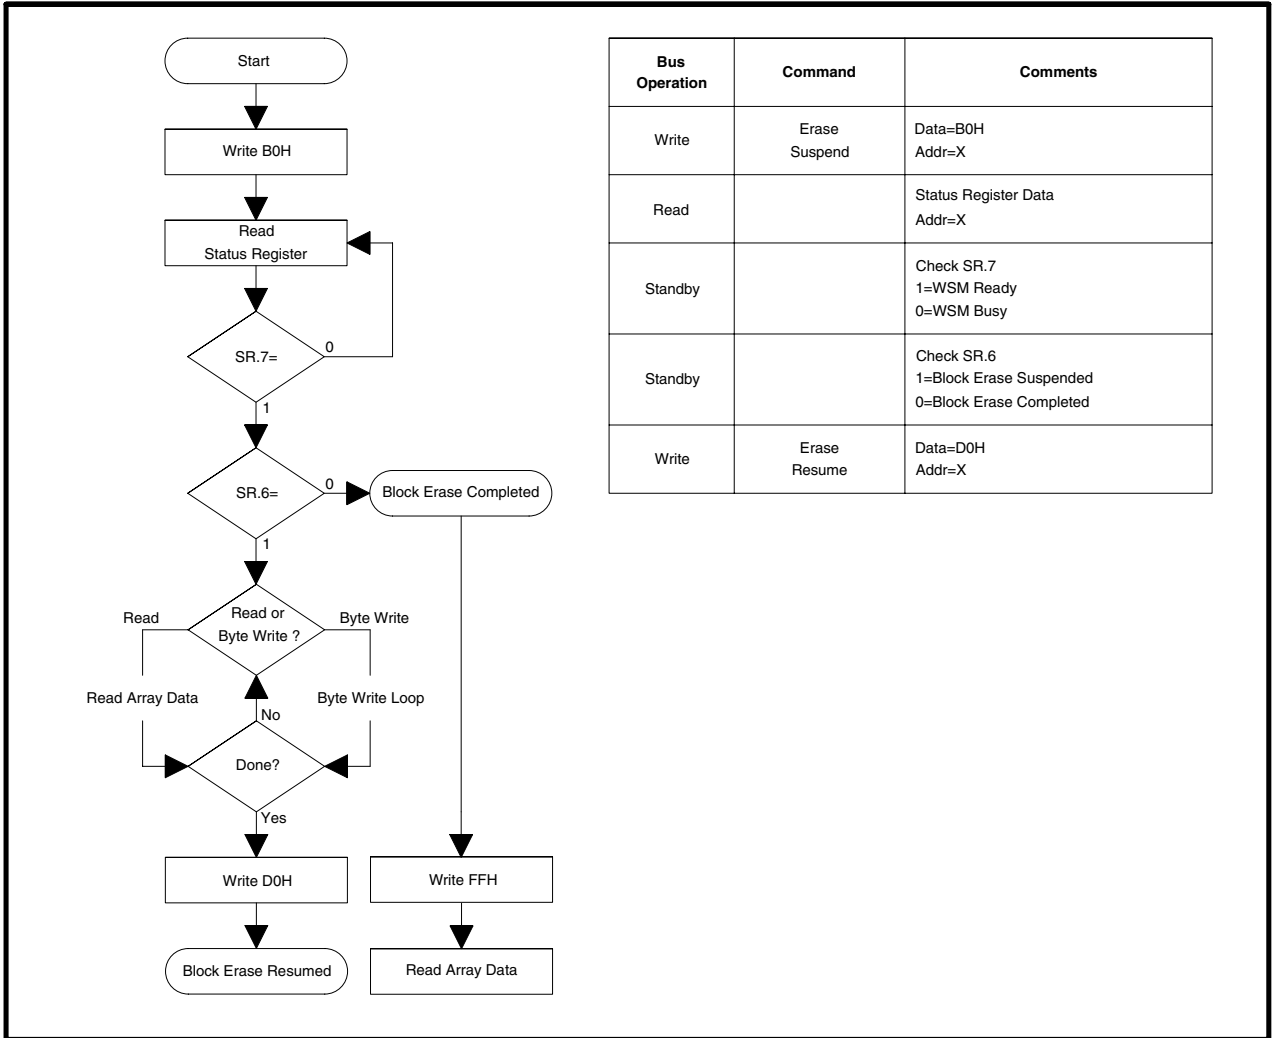 Start
Write B0H
Read
Status Register
SR.7=
0
1
SR.6=
0
Block Erase Completed
1
Read or
Byte Write ?
Read
Byte Write
Read Array Data
Byte Write Loop
No
Done?
Yes
Write D0H
Write FFH
Block Erase Resumed
Read Array Data
Bus
Operation
Command
Comments
Write
Erase
Suspend
Data=B0H
Addr=X
Read
Status Register Data
Addr=X
Standby
Check SR.7
1=WSM Ready
0=WSM Busy
Standby
Check SR.6
1=Block Erase Suspended
0=Block Erase Completed
Write
Erase
Resume
Data=D0H
Addr=X